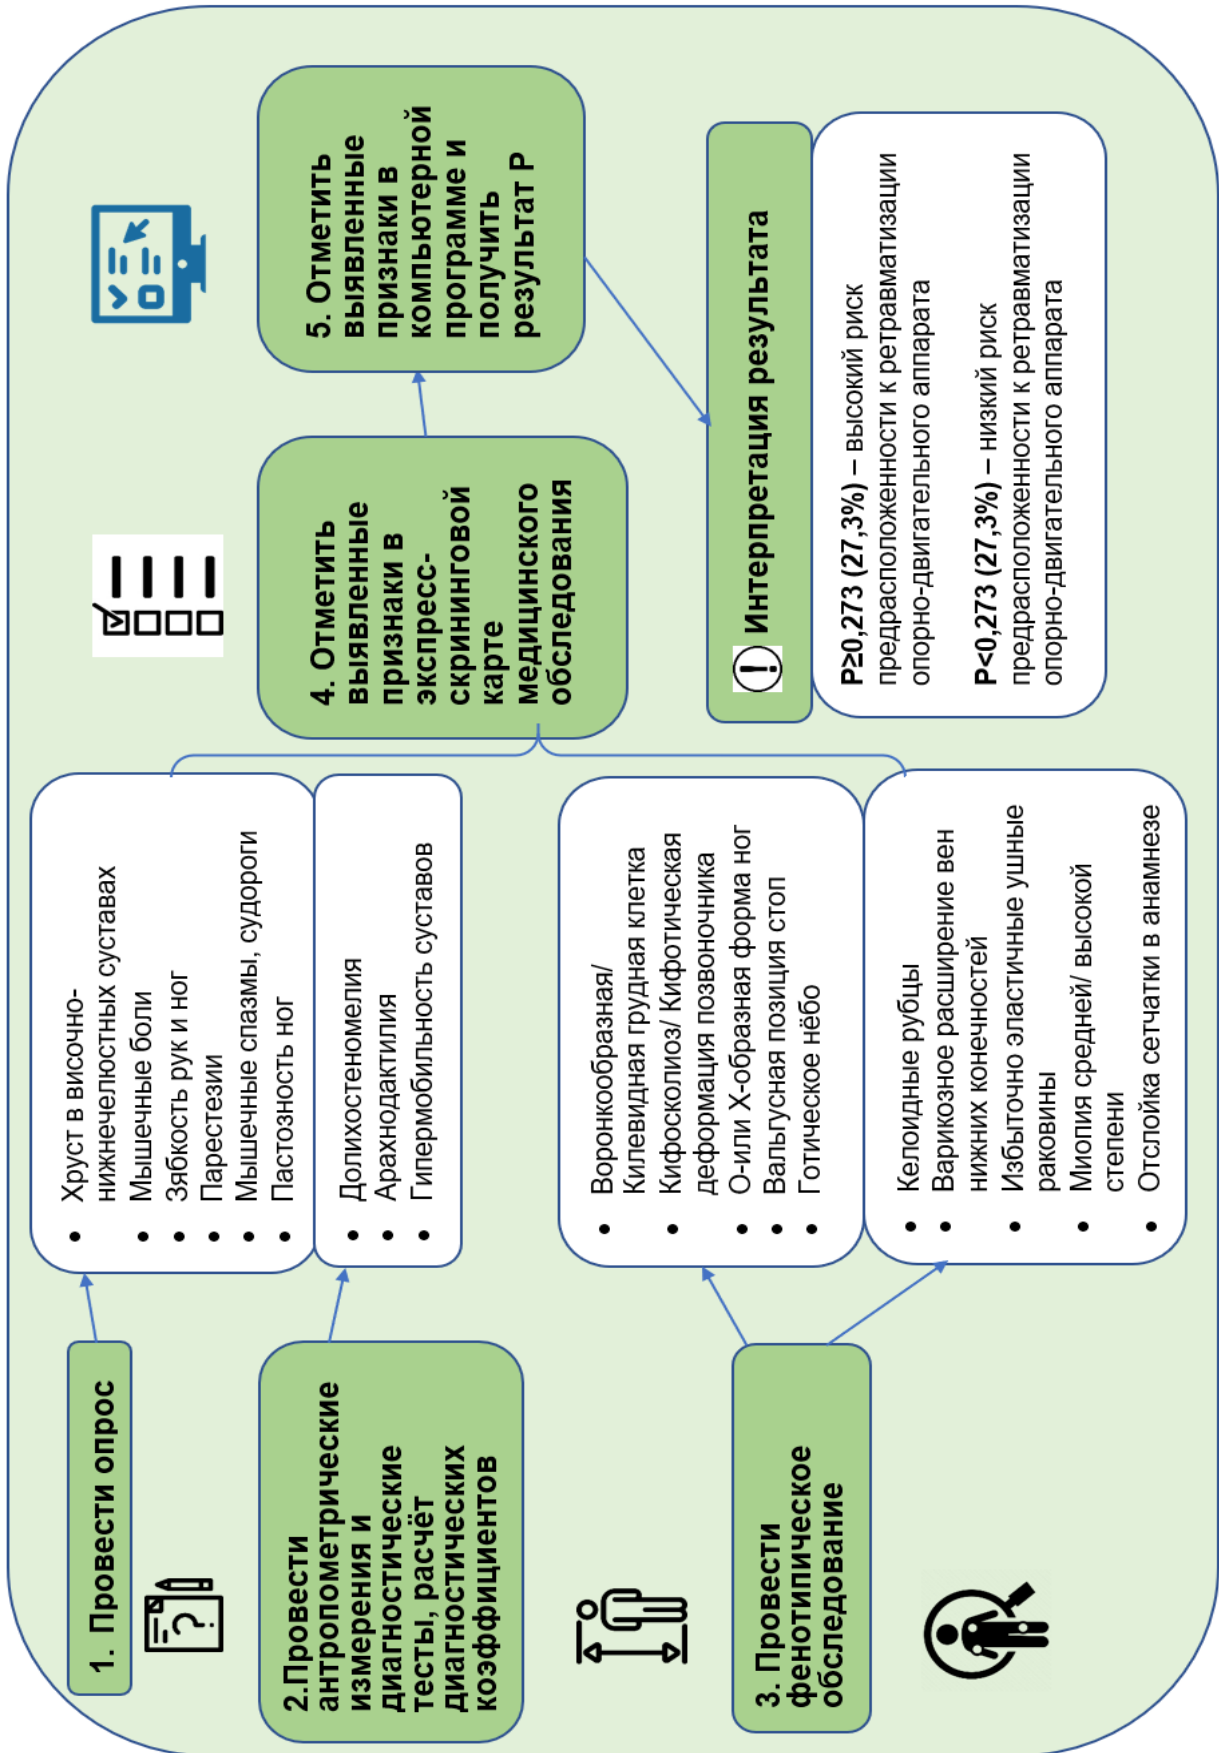 1. Провести опрос
Хруст в височно-
нижнечелюстных суставах
Мышечные боли
Зябкость рук и ног
Парестезии
Мышечные спазмы, судороги
Пастозность ног
2.Провести
антропометрические
измерения и
диагностические
тесты, расчёт
диагностических
коэффициентов
Долихостеномелия
Арахнодактилия
Гипермобильность суставов
3. Провести
фенотипическое
обследование
Воронкообразная/
Килевидная грудная клетка
Кифосколиоз/ Кифотическая
деформация позвоночника
О-или Х-образная форма ног
Вальгусная позиция стоп
Готическое нёбо
Келоидные рубцы
Варикозное расширение вен
нижних конечностей
Избыточно эластичные ушные
раковины
Миопия средней/ высокой
степени
Отслойка сетчатки в анамнезе
4. Отметить
выявленные
признаки в
экспресс-
скрининговой
карте
медицинского
обследования
5. Отметить
выявленные
признаки в
компьютерной
программе и
получить
результат Р
Интерпретация результата
P≥0,273 (27,3%) – высокий риск
предрасположенности к ретравматизации
опорно-двигательного аппарата
P<0,273 (27,3%) – низкий риск
предрасположенности к ретравматизации
опорно-двигательного аппарата